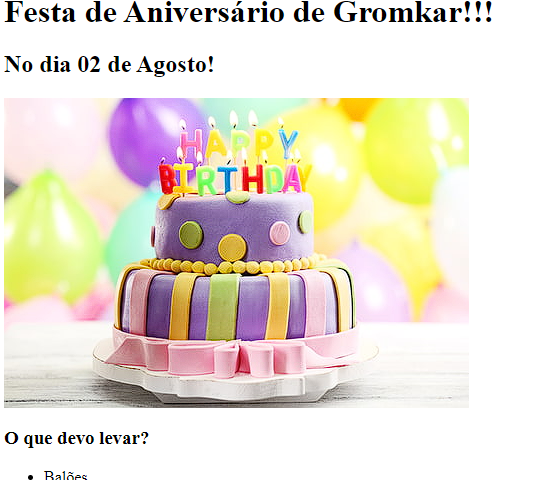 Festa de Aniversário de Gromkar!!!
No dia 02 de Agosto!
HAPPY
BIRTHDAY
O que devo levar?
• Balões